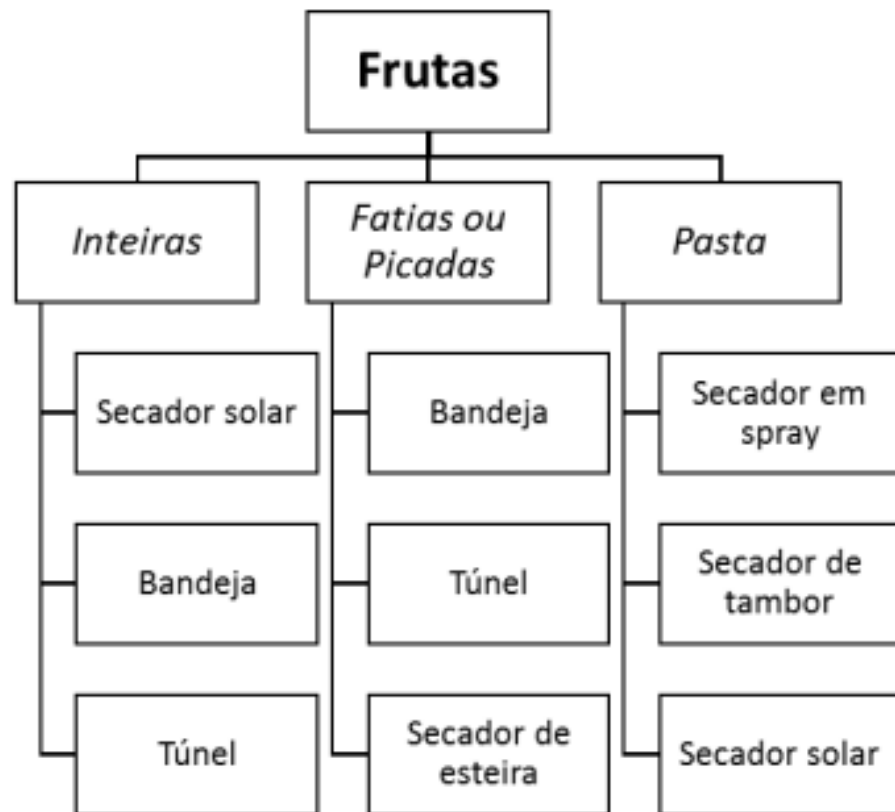 Frutas
Inteiras
Fatias ou
Picadas
Pasta
Secador solar
Bandeja
Túnel
Bandeja
Túnel
Secador de
esteira
Secador em
spray
Secador de
tambor
Secador solar